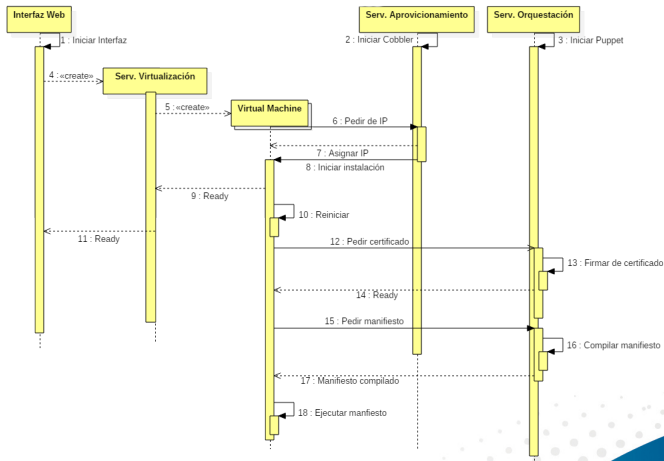 Interfaz Web
Serv. Aprovicionamiento
Serv. Orquestación
1 : Iniciar Interfaz
2 : Iniciar Cobbler
3 : Iniciar Puppet
4 : «create»
Serv. Virtualización
5 : «create»
Virtual Machine
6 : Pedir de IP
7 : Asignar IP
8 : Iniciar instalación
9 : Ready
10 : Reiniciar
11 : Ready
12 : Pedir certificado
13 : Firmar de certificado
14 : Ready
15 : Pedir manifiesto
16 : Compilar manifiesto
17 : Manifiesto compilado
18 : Ejecutar manfiesto